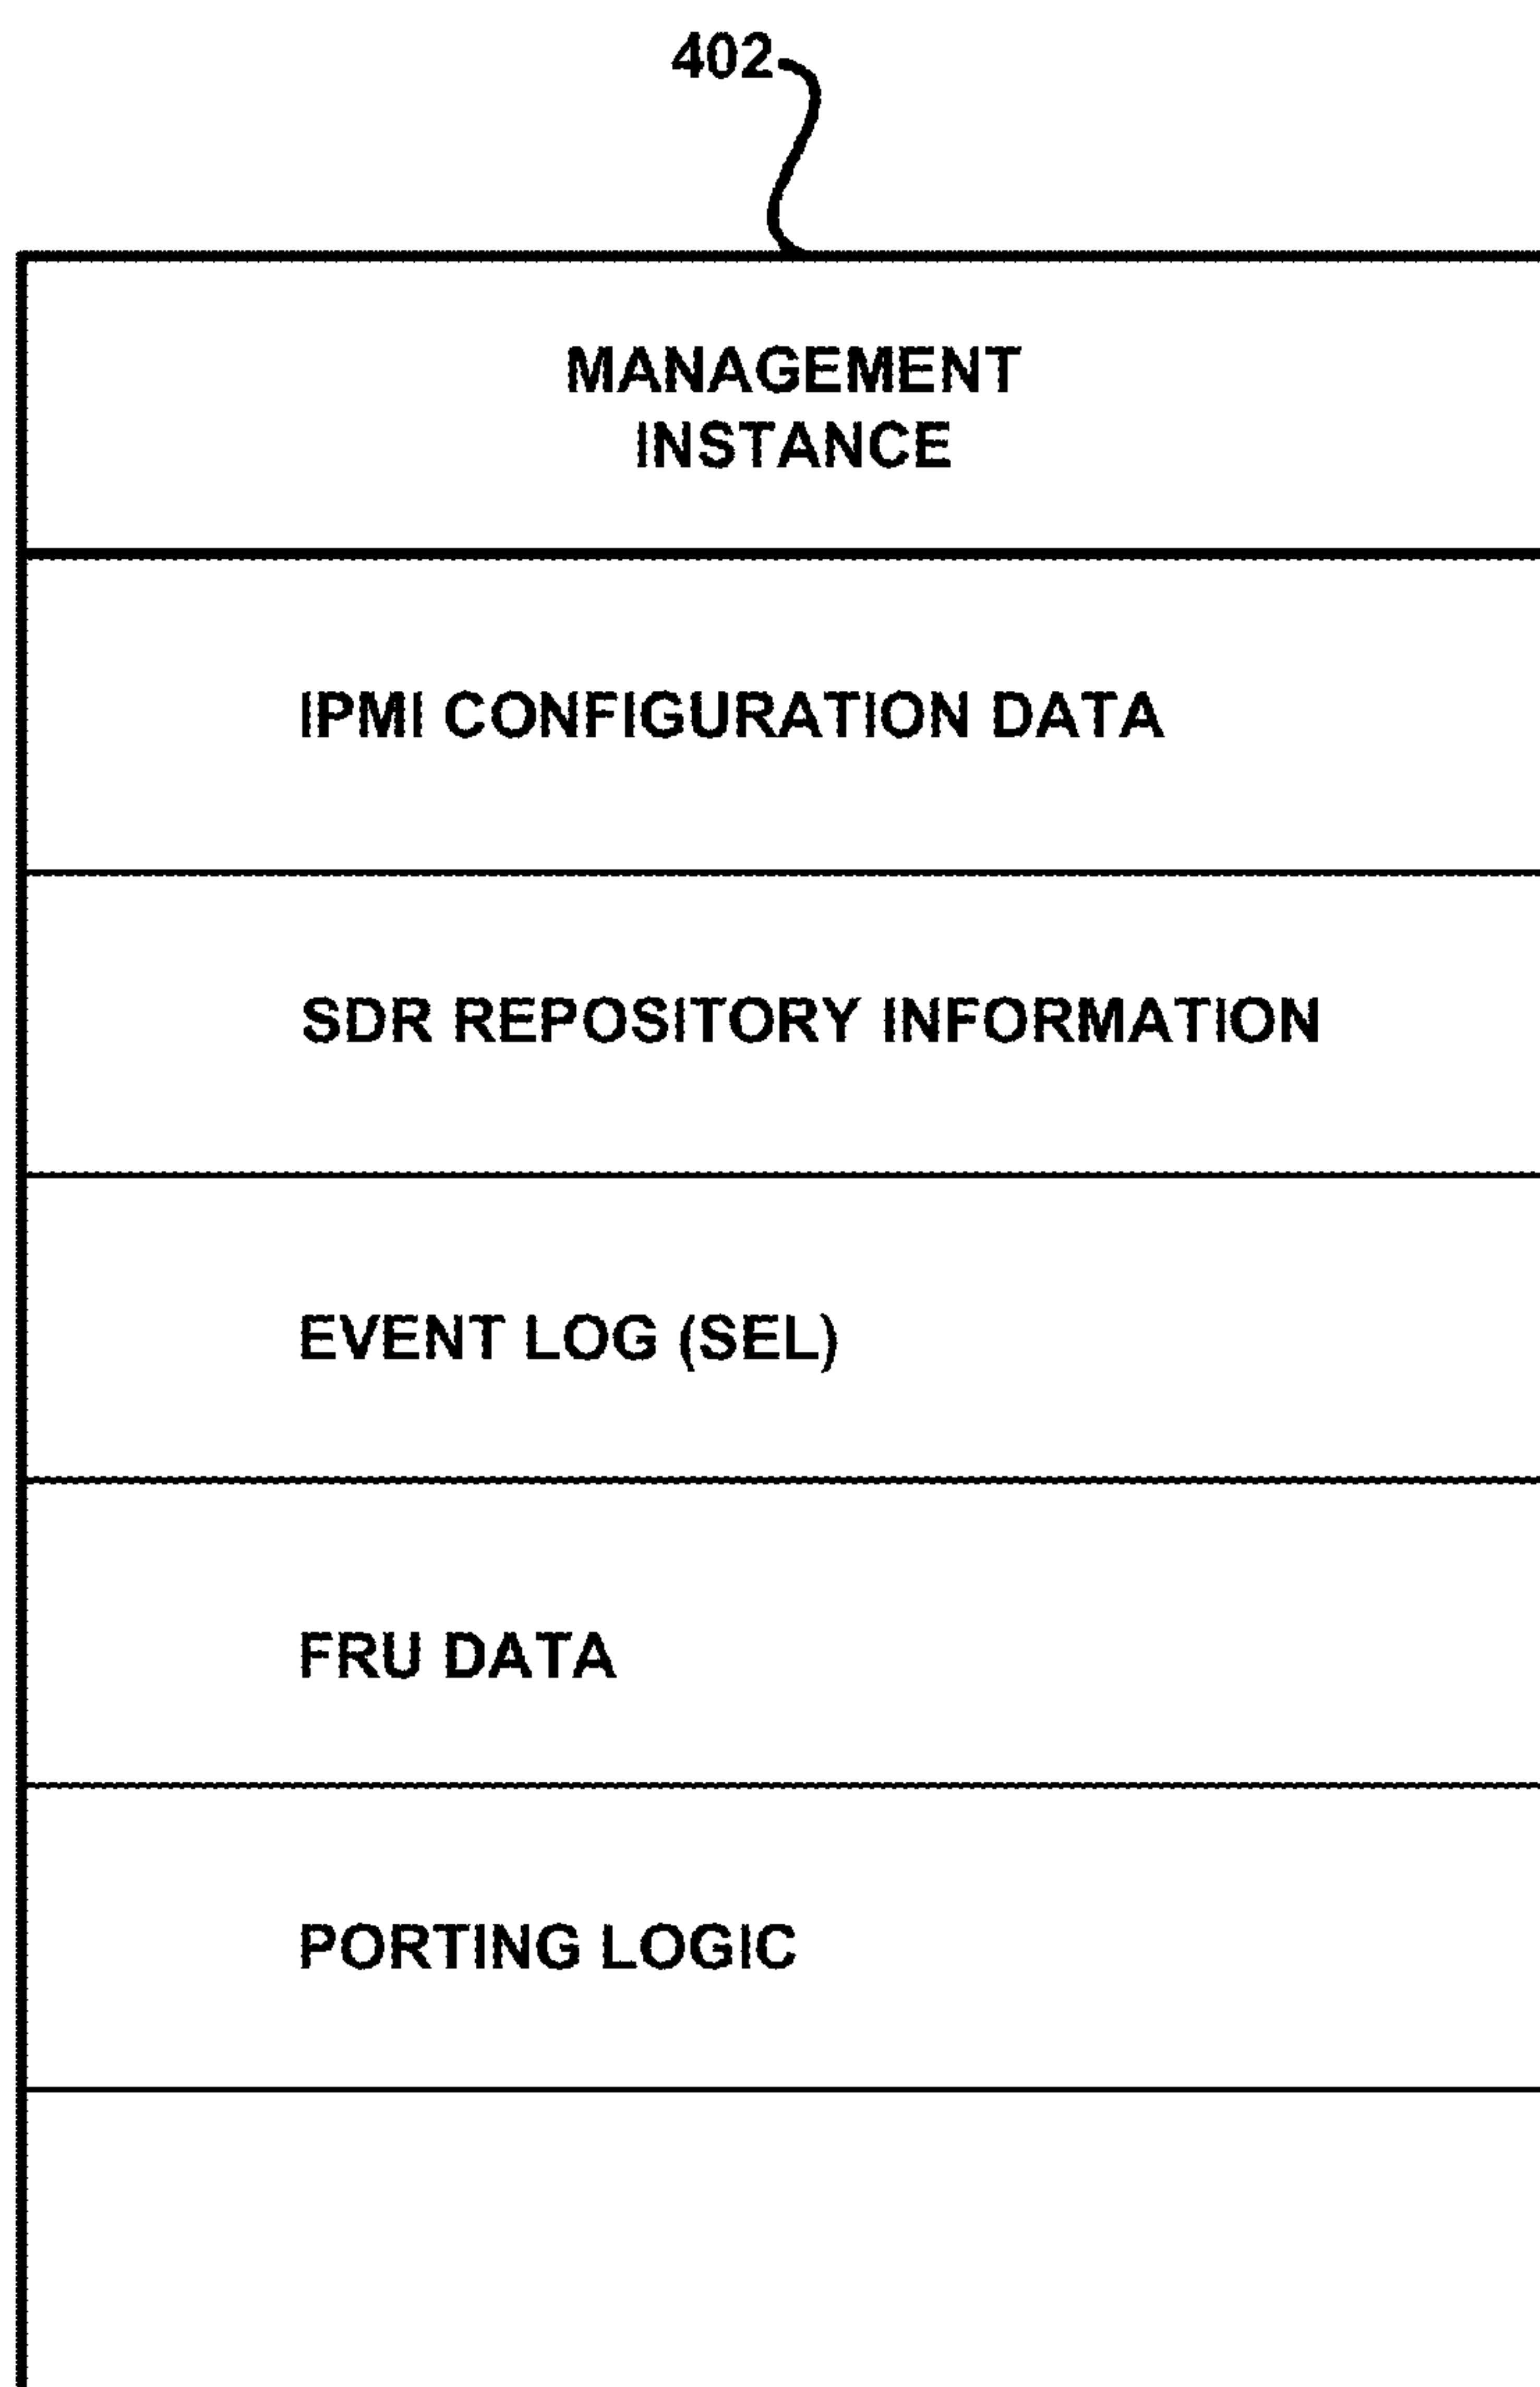 402
MANAGEMENT
INSTANCE
IPMI CONFIGURATION DATA
SDR REPOSITORY INFORMATION
EVENT LOG (SEL)
FRU DATA
PORTING LOGIC